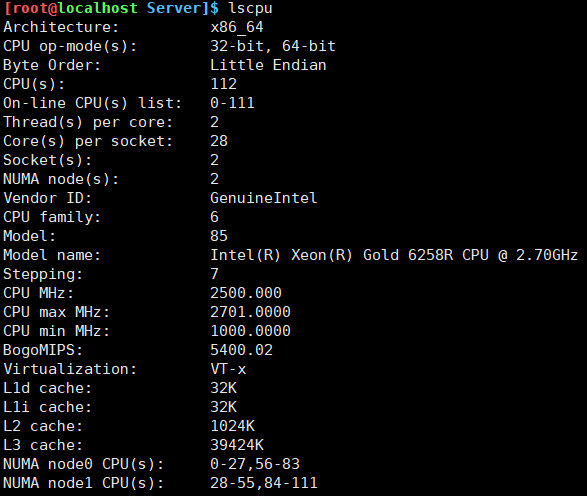 [root@localhost Server]$ lscpu
Architecture:          x86_64
CPU op-mode(s):        32-bit, 64-bit
Byte Order:            Little Endian
CPU(s):                112
On-line CPU(s) list:   0-111
Thread(s) per core:    2
Core(s) per socket:    28
Socket(s):             2
NUMA node(s):          2
Vendor ID:             GenuineIntel
CPU family:            6
Model:                 85
Model name:            Intel(R) Xeon(R) Gold 6258R CPU @ 2.70GHz
Stepping:              7
CPU MHz:               2500.000
CPU max MHz:           2701.0000
CPU min MHz:           1000.0000
BogoMIPS:              5400.02
Virtualization:        VT-x
L1d cache:             32K
L1i cache:             32K
L2 cache:              1024K
L3 cache:              39424K
NUMA node0 CPU(s):     0-27,56-83
NUMA node1 CPU(s):     28-55,84-111